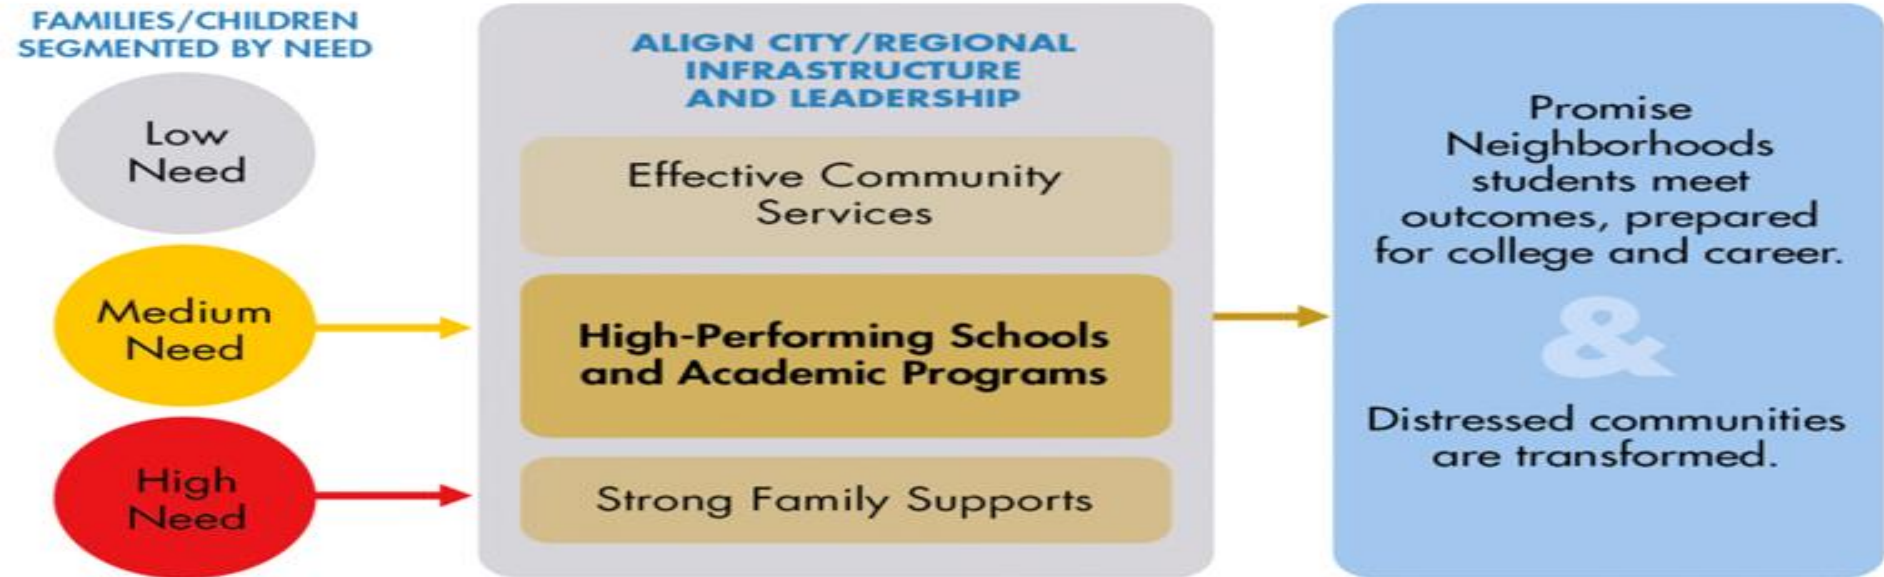 FAMILIES/CHILDREN
SEGMENTED BY NEED
Low
Need
Medium
Need
High
Need
ALIGN CITY/REGIONAL
INFRASTRUCTURE
AND LEADERSHIP
Effective Community
Services
High-Performing Schools
and Academic Programs
Strong Family Supports
Promise
Neighborhoods
students meet
outcomes, prepared
for college and career.
&
Distressed communities
are transformed.